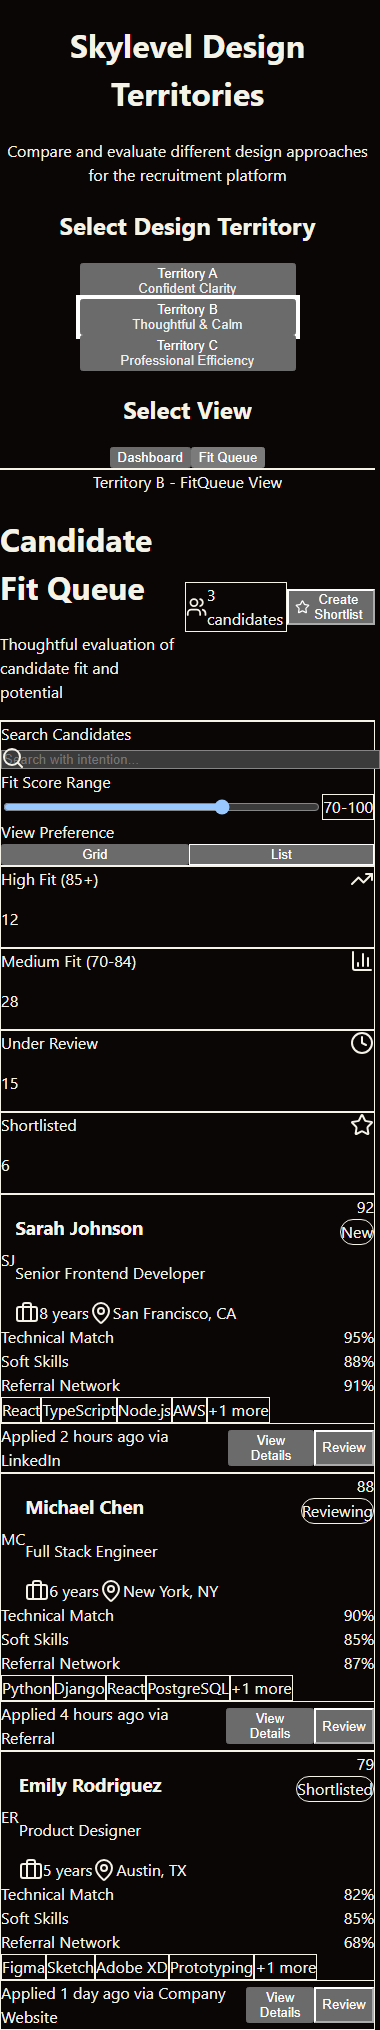 Skylevel Design
Territories
Compare and evaluate different design approaches
for the recruitment platform
Select Design Territory
Territory A
Confident Clarity
Territory B
Thoughtful & Calm
Territory C
Professional Efficiency
Select View
Dashboard
Fit Queue
Territory B - FitQueue View
Candidate
Fit Queue
Thoughtful evaluation of
candidate fit and
potential
3
candidates
Create
Shortlist
Search Candidates
Search with intention...
Fit Score Range
70-100
View Preference
Grid
List
High Fit (85+)
12
Medium Fit (70-84)
28
Under Review
15
Shortlisted
6
92
Sarah Johnson
New
SJ
Senior Frontend Developer
8 years
San Francisco, CA
Technical Match 95%
Soft Skills 88%
Referral Network 91%
React TypeScript Node.js AWS +1 more
Applied 2 hours ago via
LinkedIn
View
Details
Review
88
Michael Chen
Reviewing
MC
Full Stack Engineer
6 years
New York, NY
Technical Match 90%
Soft Skills 85%
Referral Network 87%
Python Django React PostgreSQL +1 more
Applied 4 hours ago via
Referral
View
Details
Review
79
Emily Rodriguez
Shortlisted
ER
Product Designer
5 years
Austin, TX
Technical Match 82%
Soft Skills 85%
Referral Network 68%
Figma Sketch Adobe XD Prototyping +1 more
Applied 1 day ago via Company
Website
View
Details
Review